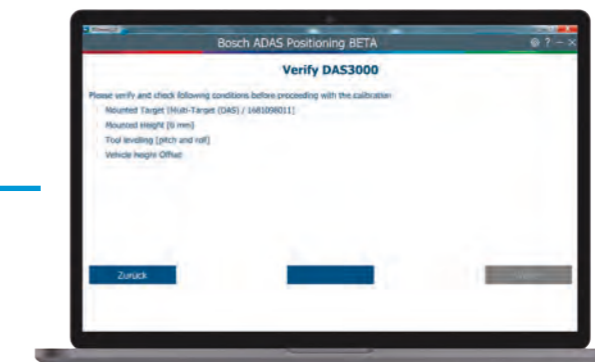 Bosch ADAS Positioning BETA
? - ×
Verify DAS3000
Please verify and check following conditions before proceeding with the calibration
Mounted Target [Multi-Target (DAS) / 1681098011]
Mounted Height [0 mm]
Tool levelling [pitch and roll]
Vehicle height Offset
Zurück